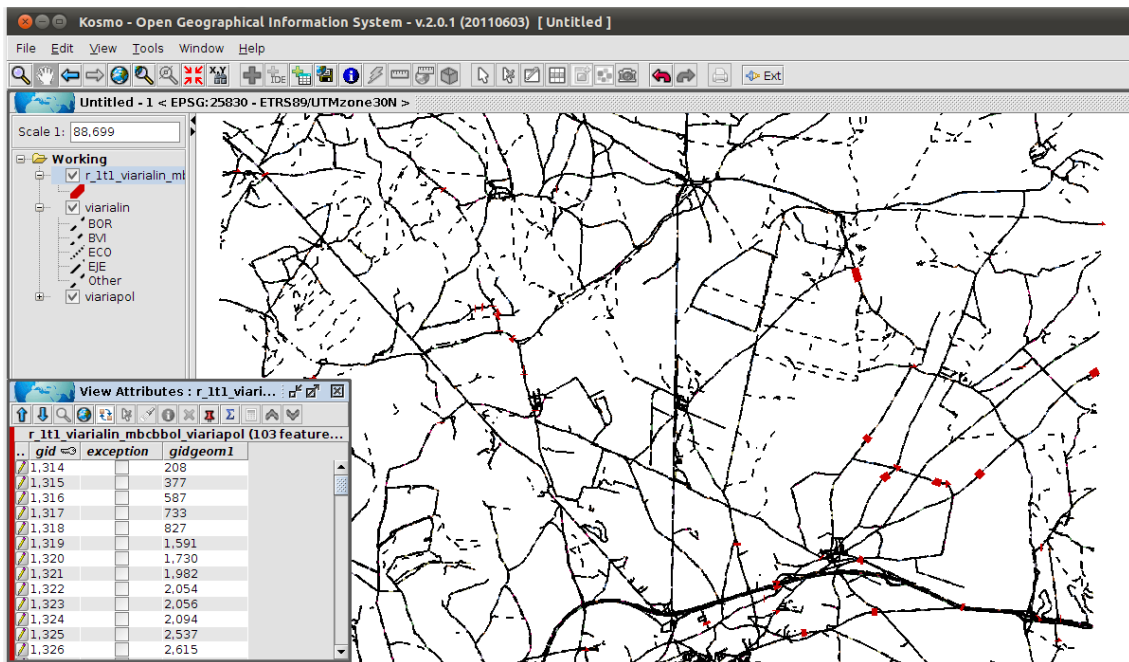 Kosmo - Open Geographical Information System - v.2.0.1 (20110603) [ Untitled ]
File Edit View Tools Window Help
X,Y TDE i Ext
Untitled - 1 < EPSG:25830 - ETRS89/UTMzone30N >
Scale 1: 88,699
Working
r_1t1_viarialin_mb
viarialin
BOR
BVI
ECO
EJE
Other
viariapol
View Attributes : r_1t1_viari...
Σ
r_1t1_viarialin_mbcbbol_viariapol (103 feature...
.. gid exception gidgeom1
1,314 208
1,315 377
1,316 587
1,317 733
1,318 827
1,319 1,591
1,320 1,730
1,321 1,982
1,322 2,054
1,323 2,056
1,324 2,094
1,325 2,537
1,326 2,615